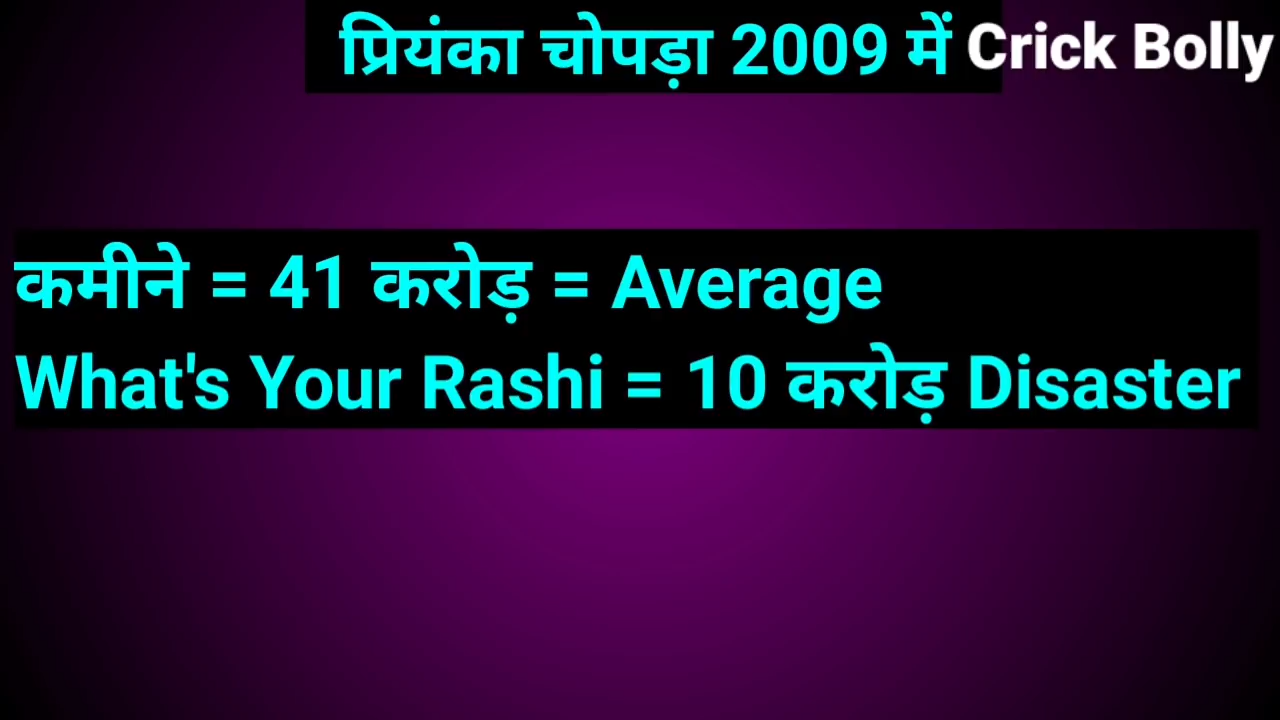 प्रियंका चोपड़ा 2009 में Crick Bolly
कमीने = 41 करोड़ = Average
What's Your Rashi = 10 करोड़ Disaster